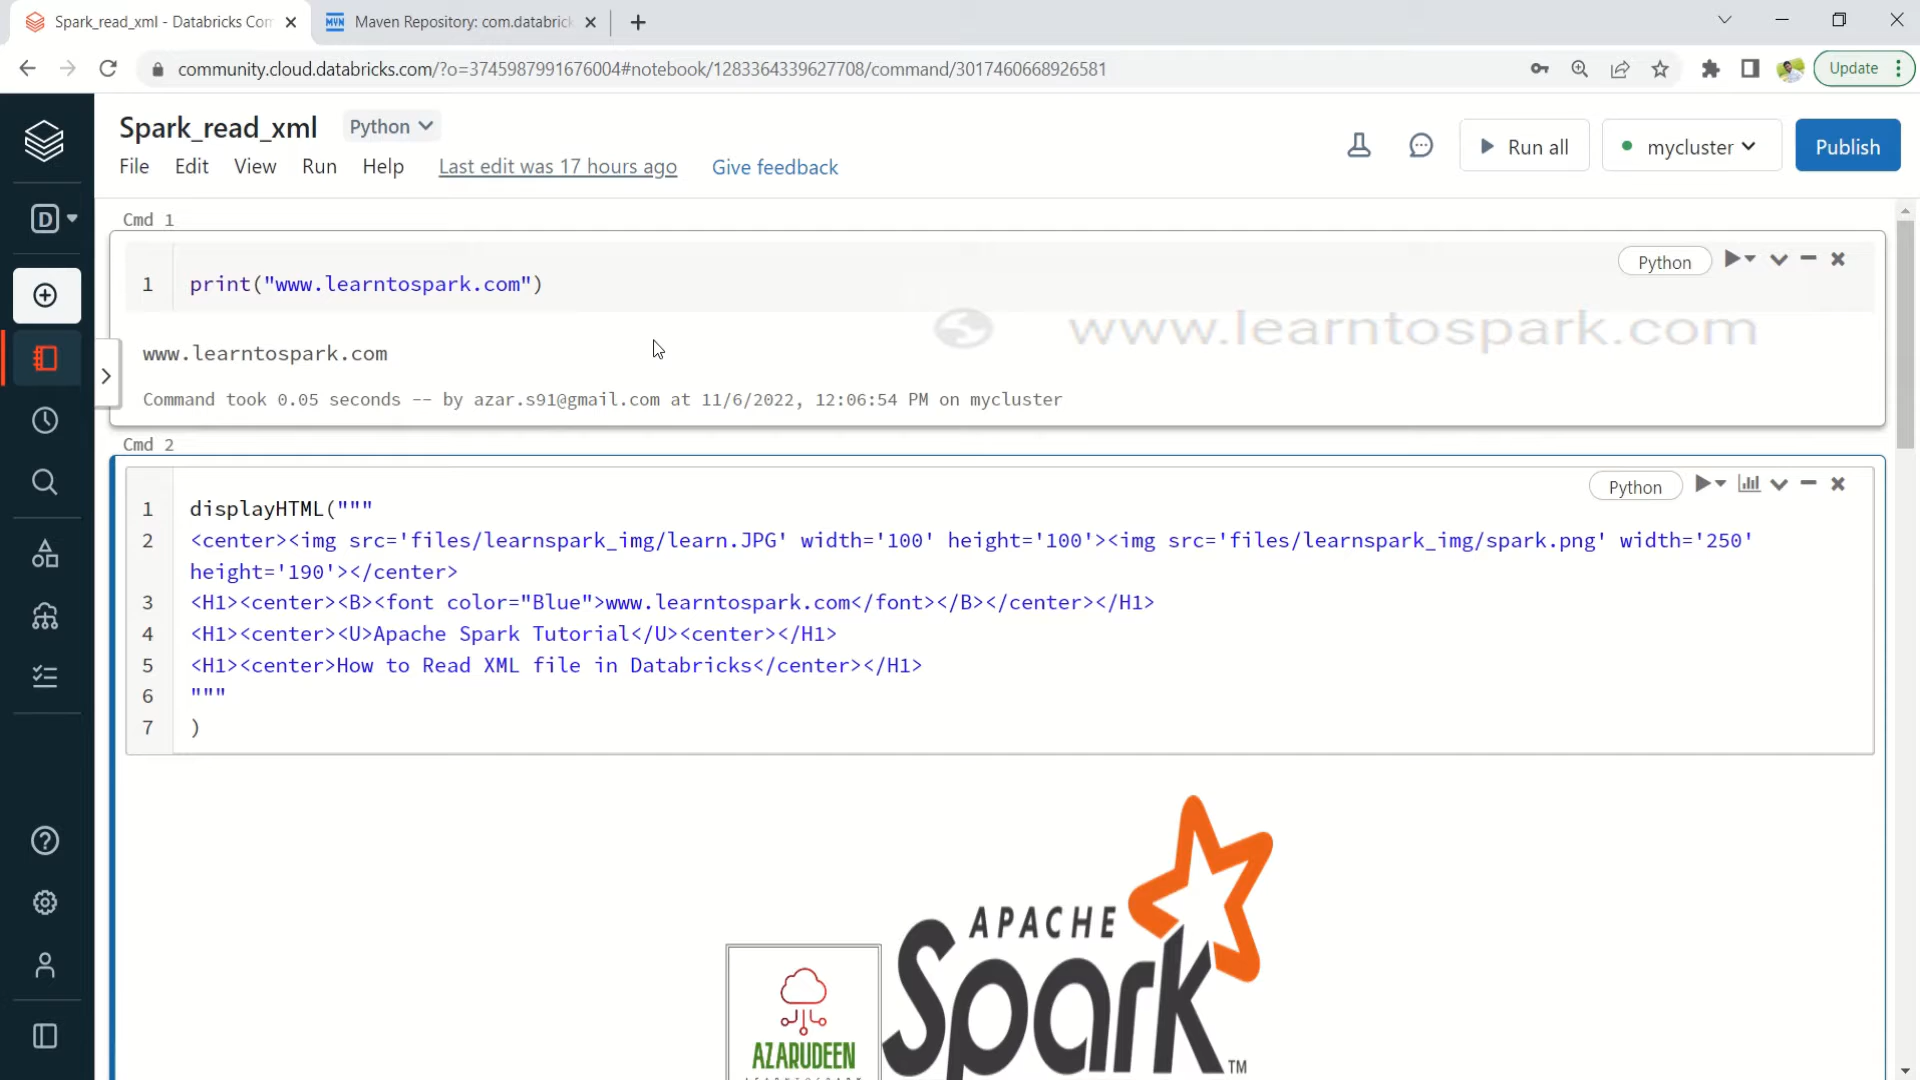 Spark_read_xml - Databricks Com
Maven Repository: com.databrick
community.cloud.databricks.com/?o=3745987991676004#notebook/1283364339627708/command/3017460668926581
Update
Spark_read_xml
Python
File Edit View Run Help Last edit was 17 hours ago Give feedback
Run all
mycluster
Publish
D
Cmd 1
Python
1 print("www.learntospark.com")
www.learntospark.com
www.learntospark.com
Command took 0.05 seconds -- by azar.s91@gmail.com at 11/6/2022, 12:06:54 PM on mycluster
Cmd 2
Python
1 displayHTML("""
2 <center><img src='files/learnspark_img/learn.JPG' width='100' height='100'><img src='files/learnspark_img/spark.png' width='250'
height='190'></center>
3 <H1><center><B><font color="Blue">www.learntospark.com</font></B></center></H1>
4 <H1><center><U>Apache Spark Tutorial</U><center></H1>
5 <H1><center>How to Read XML file in Databricks</center></H1>
6 """
7 )
APACHE
Spark™
AZARUDEEN